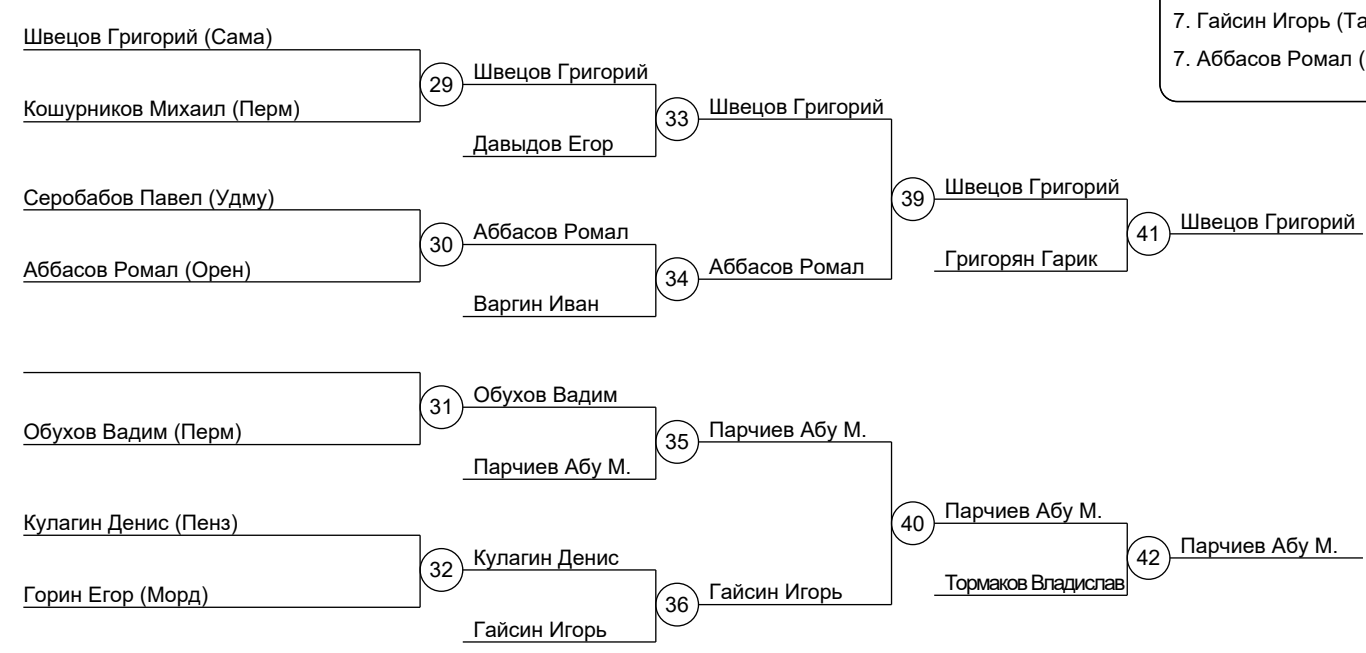 7. Гайсин Игорь (Та
7. Аббасов Ромал (
Швецов Григорий (Сама)
Кошурников Михаил (Перм)
29
Швецов Григорий
Давыдов Егор
33
Швецов Григорий
Серобабов Павел (Удму)
Аббасов Ромал (Орен)
30
Аббасов Ромал
Варгин Иван
34
Аббасов Ромал
39
Швецов Григорий
Григорян Гарик
41
Швецов Григорий
31
Обухов Вадим (Перм)
Обухов Вадим
Парчиев Абу М.
35
Парчиев Абу М.
Кулагин Денис (Пенз)
Горин Егор (Морд)
32
Кулагин Денис
Гайсин Игорь
36
Гайсин Игорь
40
Парчиев Абу М.
Тормаков Владислав
42
Парчиев Абу М.